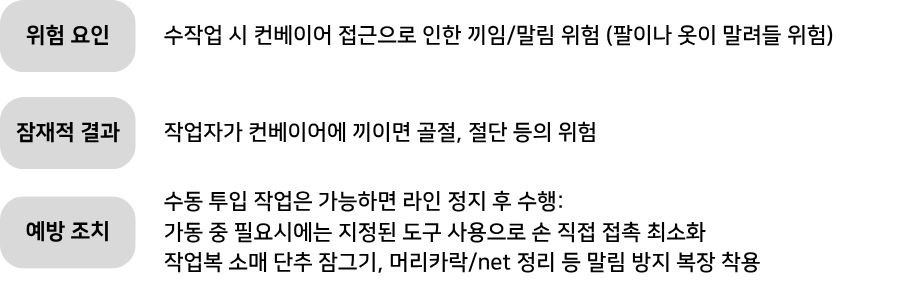 위험 요인
수작업 시 컨베이어 접근으로 인한 끼임/말림 위험 (팔이나 옷이 말려들 위험)
잠재적 결과
작업자가 컨베이어에 끼이면 골절, 절단 등의 위험
예방 조치
수동 투입 작업은 가능하면 라인 정지 후 수행:
가동 중 필요시에는 지정된 도구 사용으로 손 직접 접촉 최소화
작업복 소매 단추 잠그기, 머리카락/net 정리 등 말림 방지 복장 착용